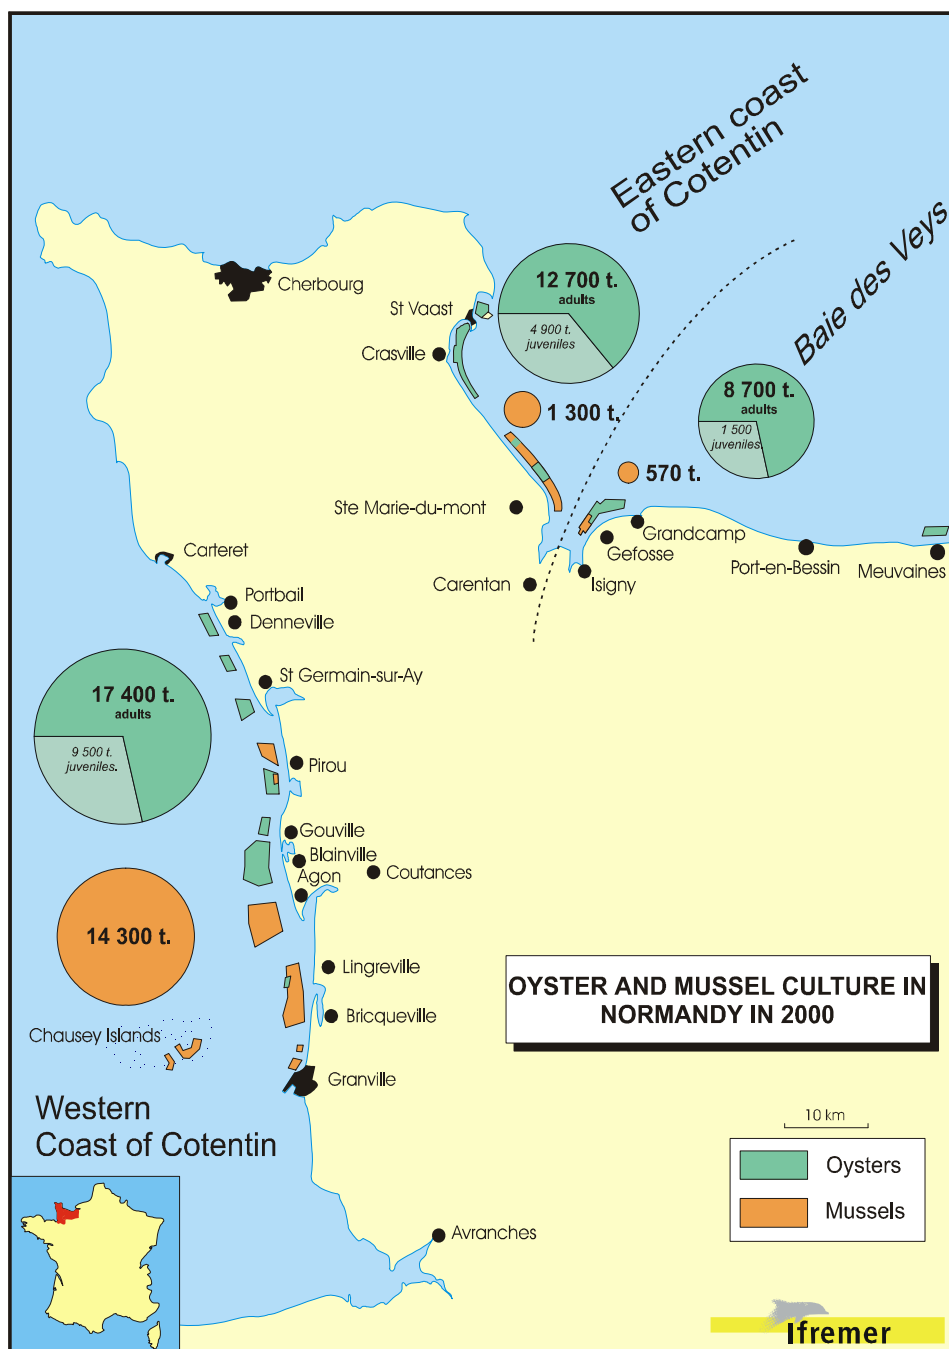 Eastern coast
of Cotentin
Baie des Veys
Cherbourg
12 700 t.
adults
St Vaast
4 900 t.
juveniles
Crasville
8 700 t.
adults
1 300 t.
1 500
juveniles.
570 t.
Ste Marie-du-mont
Grandcamp
Gefosse
Carteret
Port-en-Bessin
Meuvaines
Carentan
Isigny
Portbail
Denneville
St Germain-sur-Ay
17 400 t.
adults
9 500 t.
juveniles.
Pirou
Gouville
Blainville
Agon
Coutances
14 300 t.
Lingreville
OYSTER AND MUSSEL CULTURE IN
NORMANDY IN 2000
Bricqueville
Chausey Islands
Granville
Western
Coast of Cotentin
10 km
Oysters
Mussels
Avranches
Ifremer